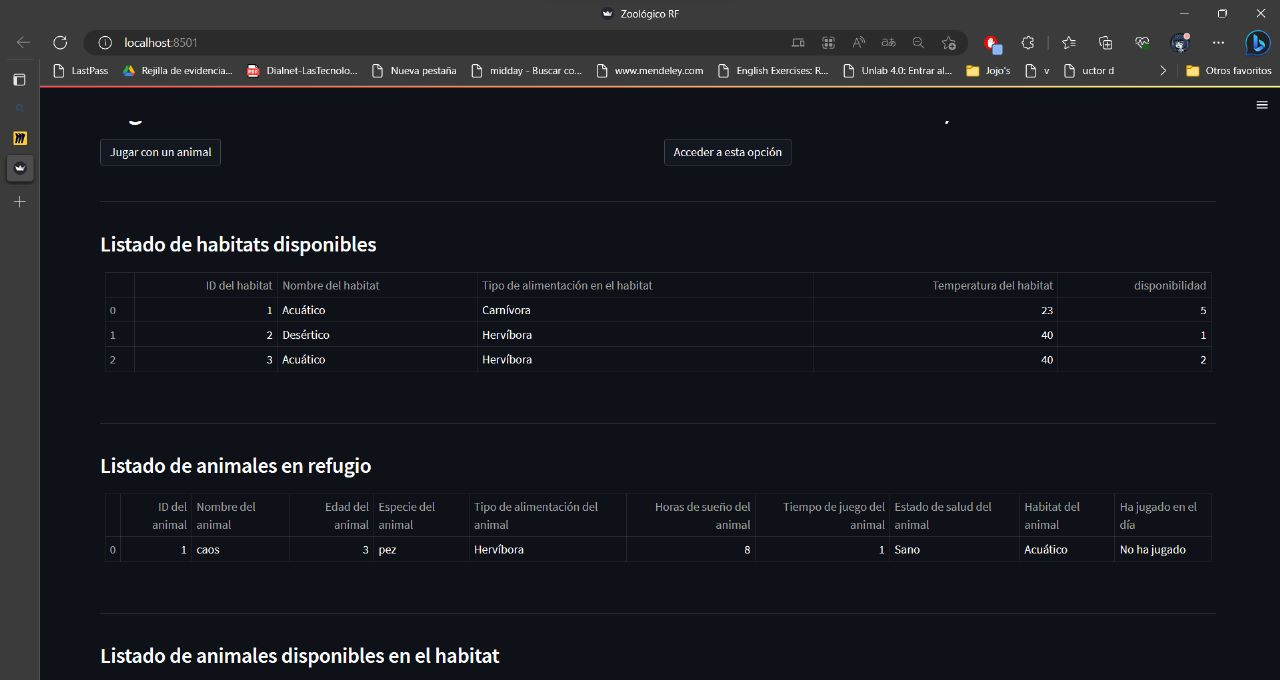 Zoológico RF
localhost:8501
LastPass Rejilla de evidencia... Dialnet-LasTecnolo... Nueva pestaña midday - Buscar co... www.mendeley.com English Exercises: R... Unlab 4.0: Entrar al... Jojo's v uctor d Otros favoritos
Jugar con un animal Acceder a esta opción
Listado de habitats disponibles
ID del habitat Nombre del habitat Tipo de alimentación en el habitat Temperatura del habitat disponibilidad
0 1 Acuático Carnívora 23 5
1 2 Desértico Hervíbora 40 1
2 3 Acuático Hervíbora 40 2
Listado de animales en refugio
ID del Nombre del Edad del Especie del Tipo de alimentación del Horas de sueño del Tiempo de juego del Estado de salud del Habitat del Ha jugado en el
animal animal animal animal animal animal animal animal animal día
0 1 caos 3 pez Hervíbora 8 1 Sano Acuático No ha jugado
Listado de animales disponibles en el habitat